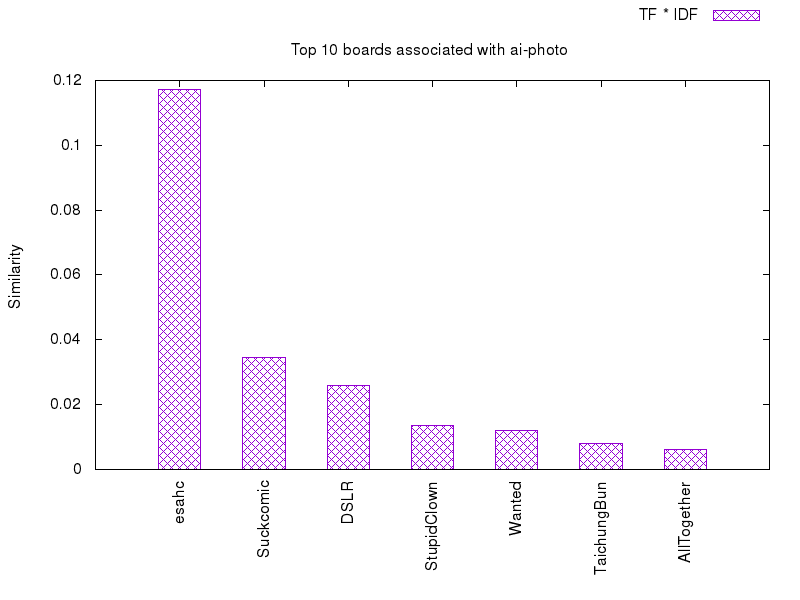 TF * IDF
Top 10 boards associated with ai-photo
0.12
0.1
0.08
0.06
0.04
0.02
0
Similarity
esahc
Suckcomic
DSLR
StupidClown
Wanted
TaichungBun
AllTogether